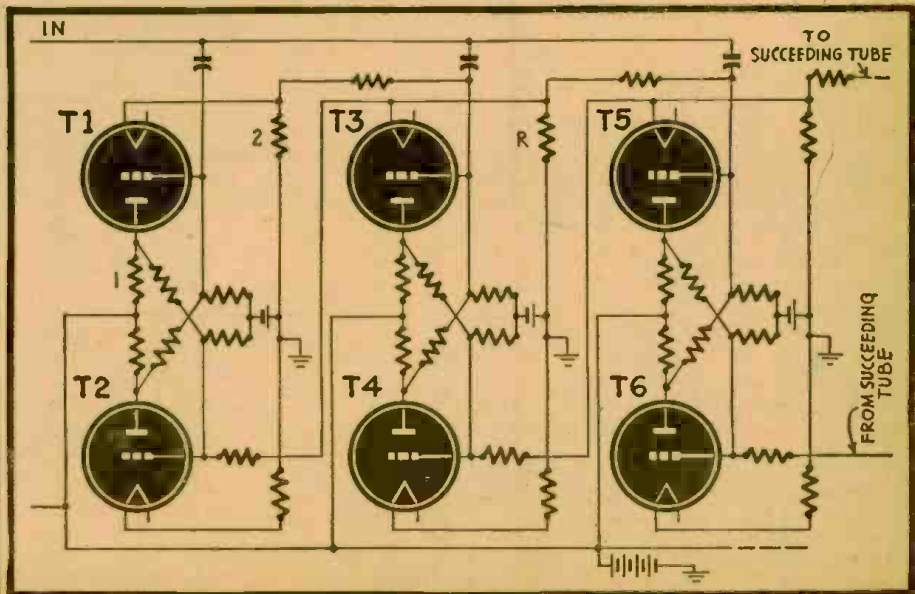 IN
TO
SUCCEEDING TUBE
T1
T3
T5
2
R
1
T2
T4
T6
FROM SUCCEEDING
TUBE